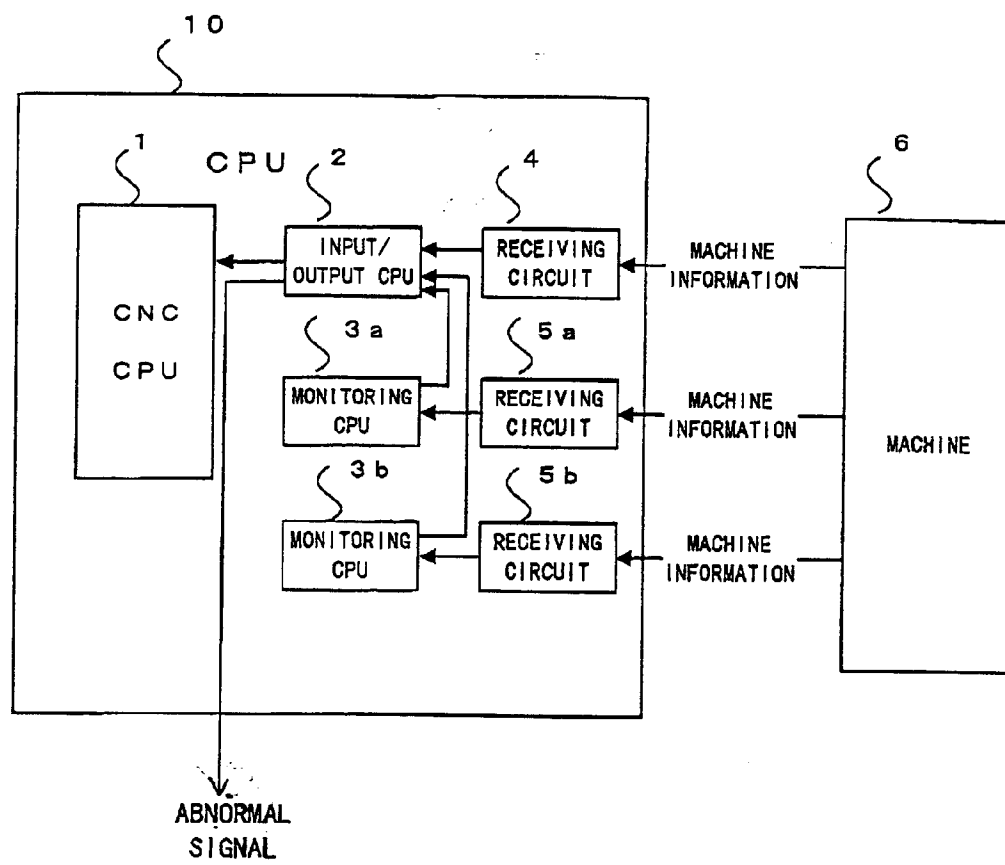 10
1
CPU
2
4
6
INPUT/
OUTPUT CPU
RECEIVING
CIRCUIT
MACHINE
INFORMATION
CNC
CPU
3a
5a
MONITORING
CPU
RECEIVING
CIRCUIT
MACHINE
INFORMATION
MACHINE
3b
5b
MONITORING
CPU
RECEIVING
CIRCUIT
MACHINE
INFORMATION
ABNORMAL
SIGNAL